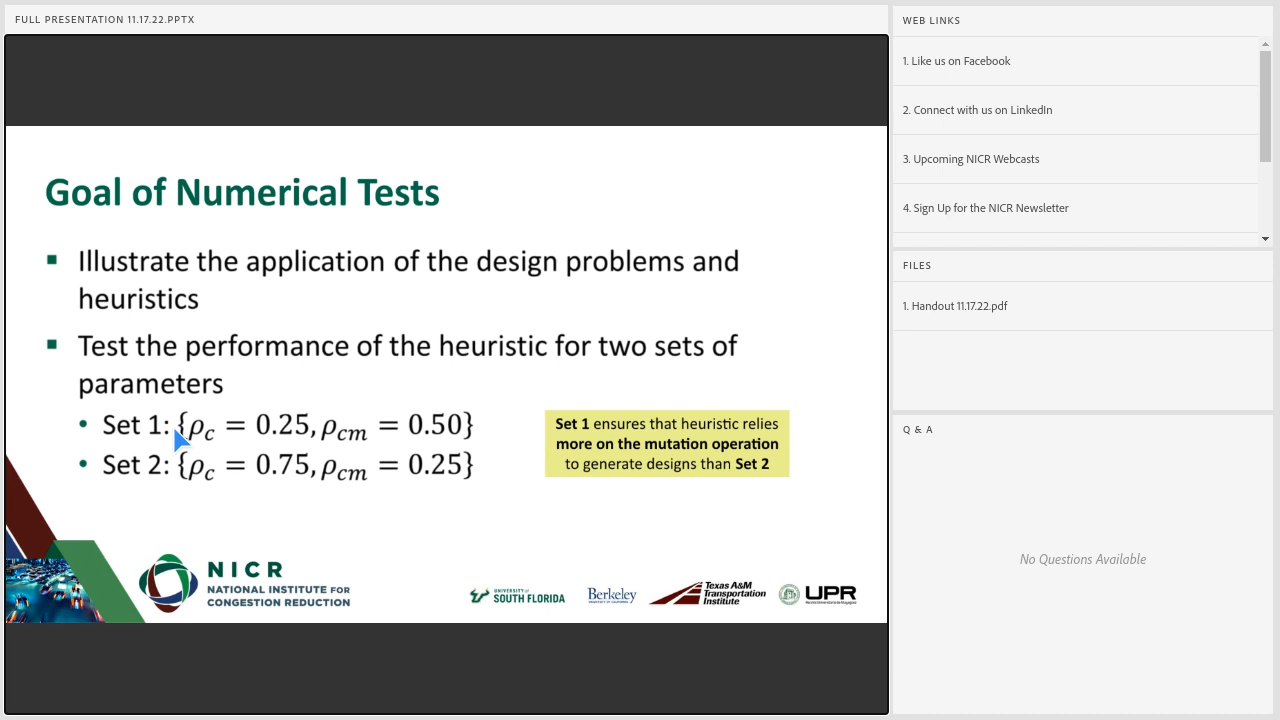 FULL PRESENTATION 11.17.22.PPTX
Goal of Numerical Tests
Illustrate the application of the design problems and
heuristics
Test the performance of the heuristic for two sets of
parameters
Set 1: {ρc = 0.25, ρcm = 0.50}
Set 2: {ρc = 0.75, ρcm = 0.25}
Set 1 ensures that heuristic relies
more on the mutation operation
to generate designs than Set 2
NICR
NATIONAL INSTITUTE FOR
CONGESTION REDUCTION
UNIVERSITY of
SOUTH FLORIDA
Berkeley
UNIVERSITY OF CALIFORNIA
Texas A&M
Transportation
Institute
UPR
WEB LINKS
1. Like us on Facebook
2. Connect with us on LinkedIn
3. Upcoming NICR Webcasts
4. Sign Up for the NICR Newsletter
FILES
1. Handout 11.17.22.pdf
Q & A
No Questions Available